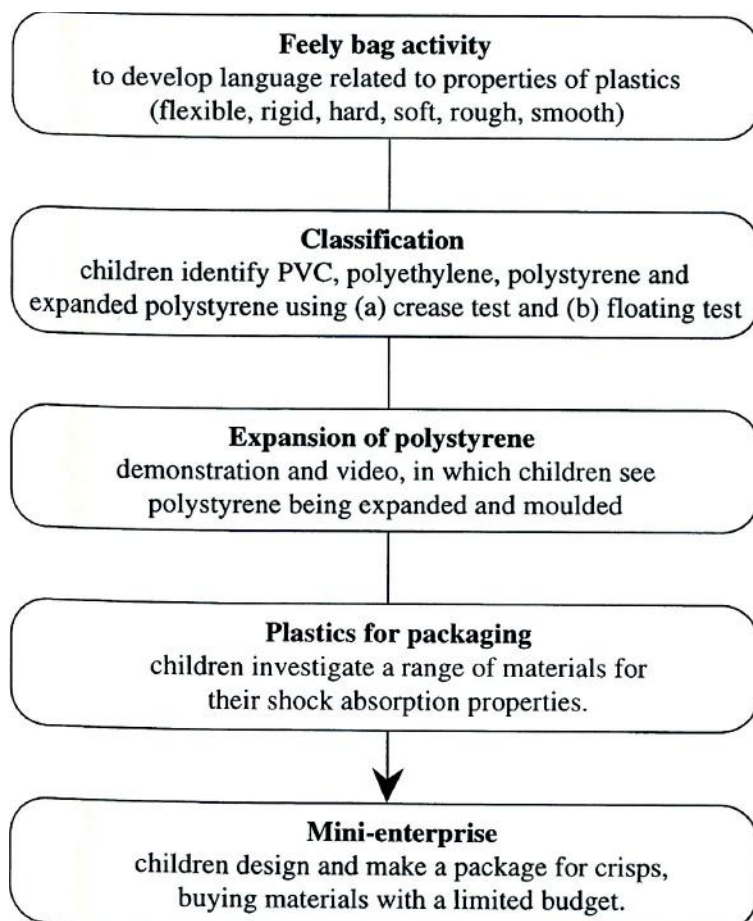 Feely bag activity
to develop language related to properties of plastics
(flexible, rigid, hard, soft, rough, smooth)
Classification
children identify PVC, polyethylene, polystyrene and
expanded polystyrene using (a) crease test and (b) floating test
Expansion of polystyrene
demonstration and video, in which children see
polystyrene being expanded and moulded
Plastics for packaging
children investigate a range of materials for
their shock absorption properties.
Mini-enterprise
children design and make a package for crisps,
buying materials with a limited budget.